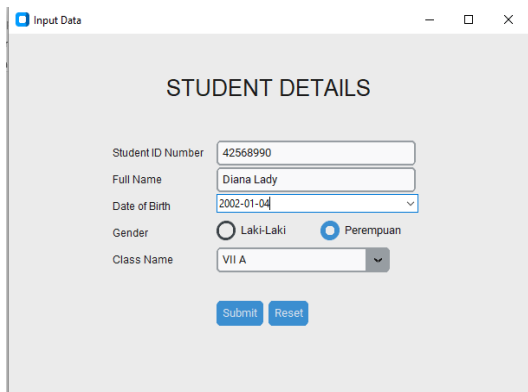 Input Data
STUDENT DETAILS
Student ID Number 42568990
Full Name Diana Lady
Date of Birth 2002-01-04
Gender Laki-Laki Perempuan
Class Name VII A
Submit Reset